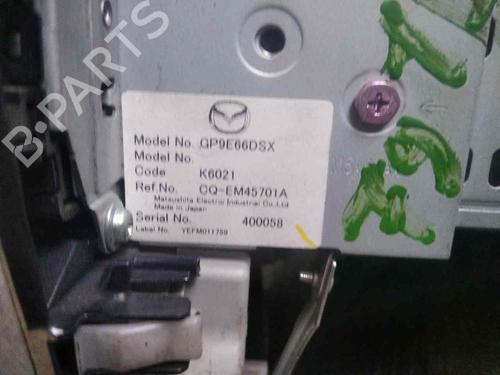 B-PARTS
Model No. GP9E66DSX
Model No.
Code K6021
Ref.No. CQ-EM45701A
Matsushita Electric Industrial Co.,Ltd
Made in Japan
Serial No. 400058
Label No. YEFM011759